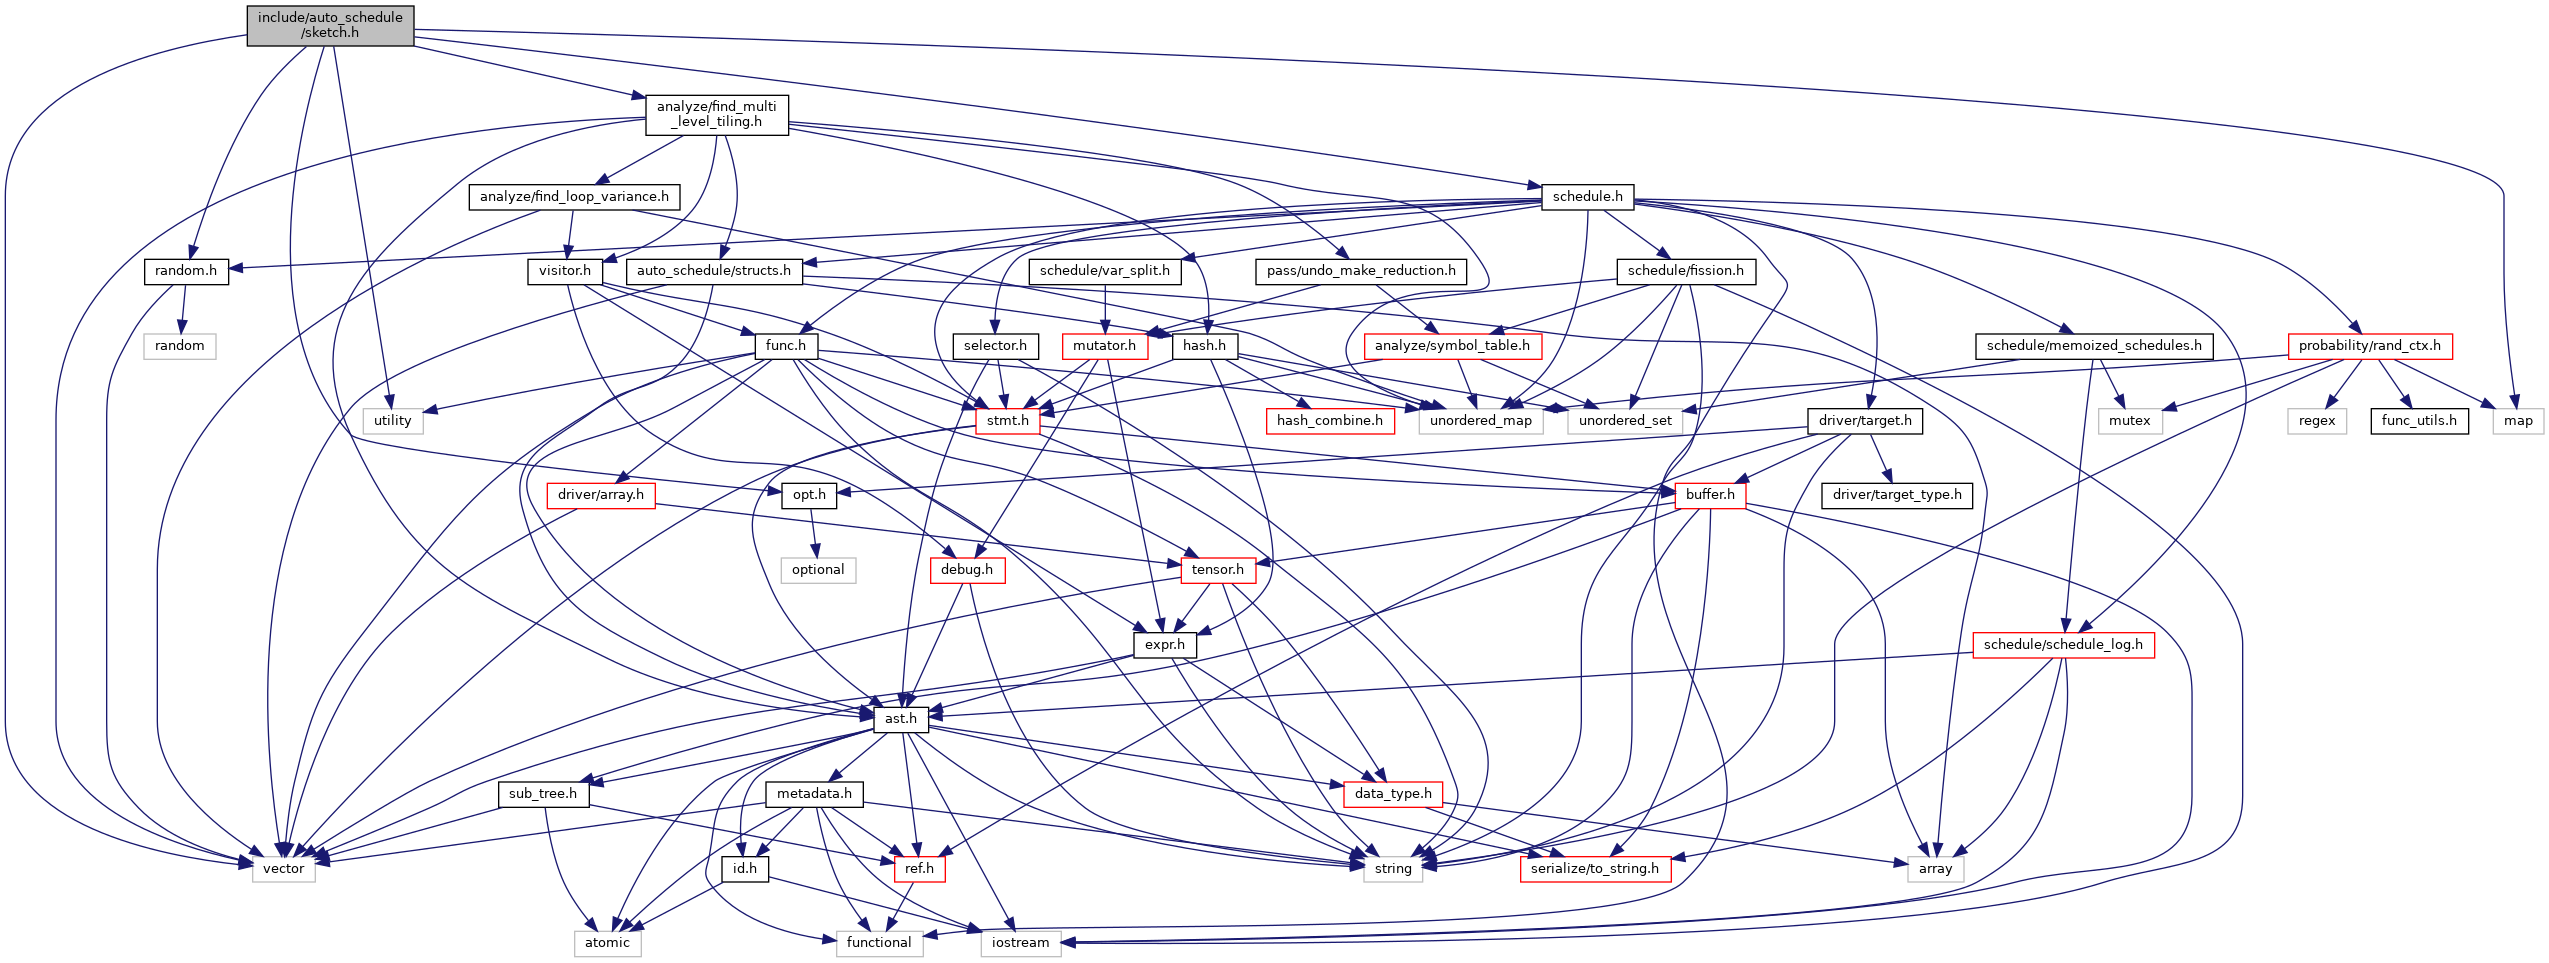 include/auto_schedule
/sketch.h
analyze/find_multi
_level_tiling.h
analyze/find_loop_variance.h
schedule.h
random.h
visitor.h
auto_schedule/structs.h
schedule/var_split.h
pass/undo_make_reduction.h
schedule/fission.h
random
func.h
selector.h
mutator.h
hash.h
analyze/symbol_table.h
schedule/memoized_schedules.h
probability/rand_ctx.h
utility
stmt.h
hash_combine.h
unordered_map
unordered_set
driver/target.h
mutex
regex
func_utils.h
map
driver/array.h
opt.h
buffer.h
driver/target_type.h
optional
debug.h
tensor.h
expr.h
schedule/schedule_log.h
ast.h
sub_tree.h
metadata.h
data_type.h
vector
id.h
ref.h
string
serialize/to_string.h
array
atomic
functional
iostream